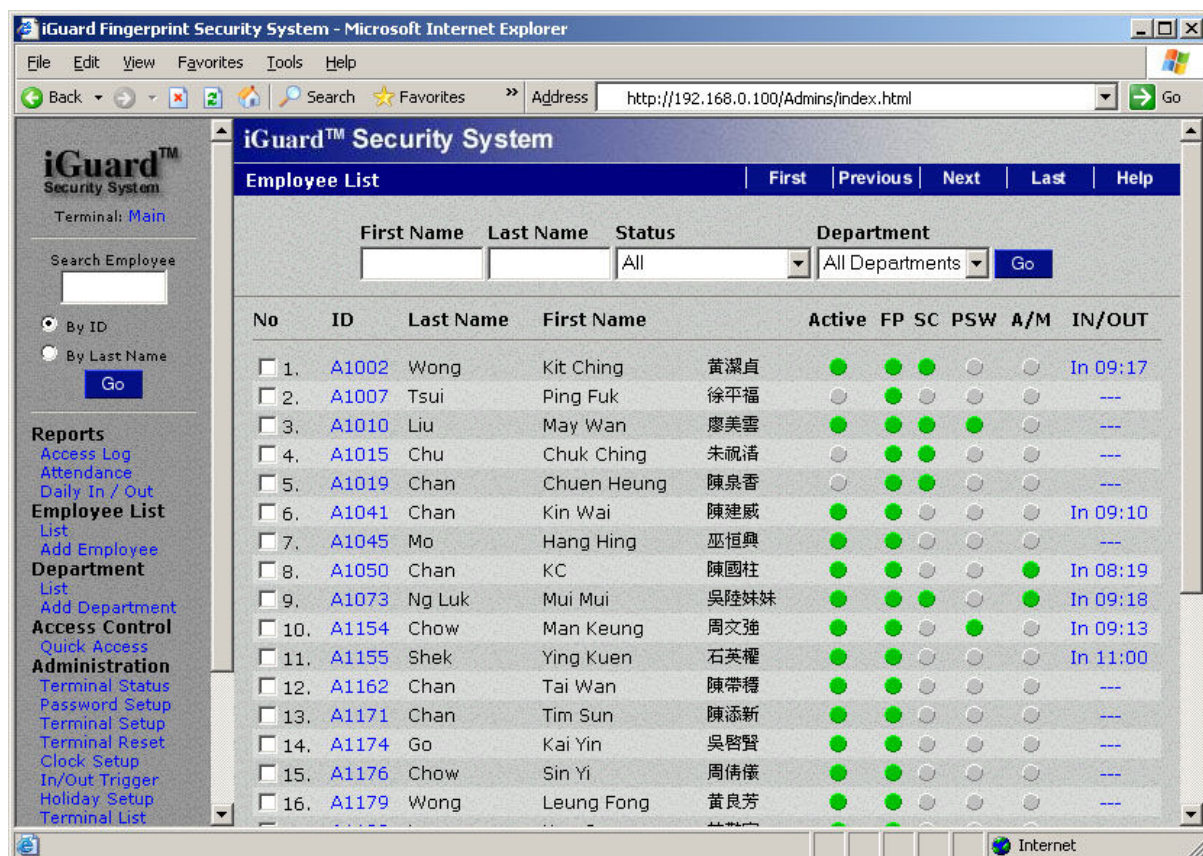 iGuard Fingerprint Security System - Microsoft Internet Explorer
File Edit View Favorites Tools Help
Back Search Favorites » Address http://192.168.0.100/Admins/index.html Go
iGuard™
Security System
Terminal: Main
Search Employee
By ID
By Last Name
Go
Reports
Access Log
Attendance
Daily In / Out
Employee List
List
Add Employee
Department
List
Add Department
Access Control
Quick Access
Administration
Terminal Status
Password Setup
Terminal Setup
Terminal Reset
Clock Setup
In/Out Trigger
Holiday Setup
Terminal List
iGuard™ Security System
Employee List First Previous Next Last Help
First Name Last Name Status Department
All All Departments Go
No ID Last Name First Name Active FP SC PSW A/M IN/OUT
1. A1002 Wong Kit Ching 黃潔貞 In 09:17
2. A1007 Tsui Ping Fuk 徐平福 ---
3. A1010 Liu May Wan 廖美雲 ---
4. A1015 Chu Chuk Ching 朱祝清 ---
5. A1019 Chan Chuen Heung 陳泉香 ---
6. A1041 Chan Kin Wai 陳建威 In 09:10
7. A1045 Mo Hang Hing 巫恒興 ---
8. A1050 Chan KC 陳國柱 In 08:19
9. A1073 Ng Luk Mui Mui 吳陸妹妹 In 09:18
10. A1154 Chow Man Keung 周文強 In 09:13
11. A1155 Shek Ying Kuen 石英權 In 11:00
12. A1162 Chan Tai Wan 陳帶穩 ---
13. A1171 Chan Tim Sun 陳添新 ---
14. A1174 Go Kai Yin 吳啓賢 ---
15. A1176 Chow Sin Yi 周倩儀 ---
16. A1179 Wong Leung Fong 黃良芳 ---
Internet